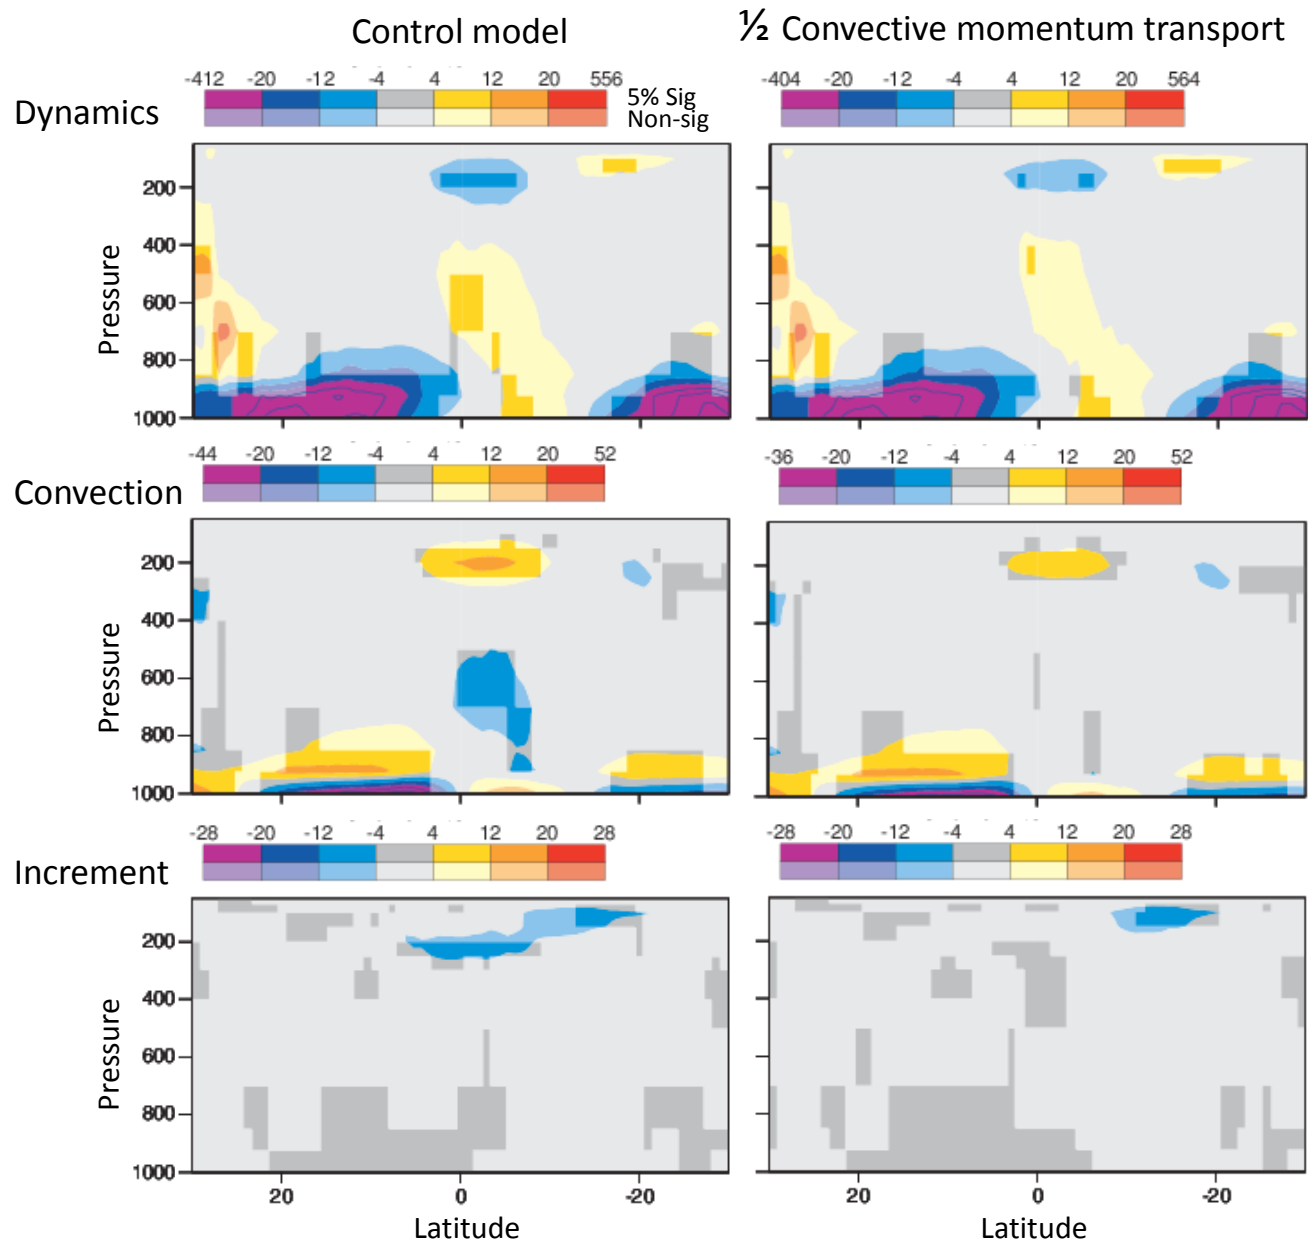 Control model
½ Convective momentum transport
-412 -20 -12 -4 4 12 20 556
-404 -20 -12 -4 4 12 20 564
Dynamics
5% Sig
Non-sig
Pressure
200
400
600
800
1000
-44 -20 -12 -4 4 12 20 52
-36 -20 -12 -4 4 12 20 52
Convection
Pressure
200
400
600
800
1000
-28 -20 -12 -4 4 12 20 28
-28 -20 -12 -4 4 12 20 28
Increment
Pressure
200
400
600
800
1000
20 0 -20
20 0 -20
Latitude
Latitude